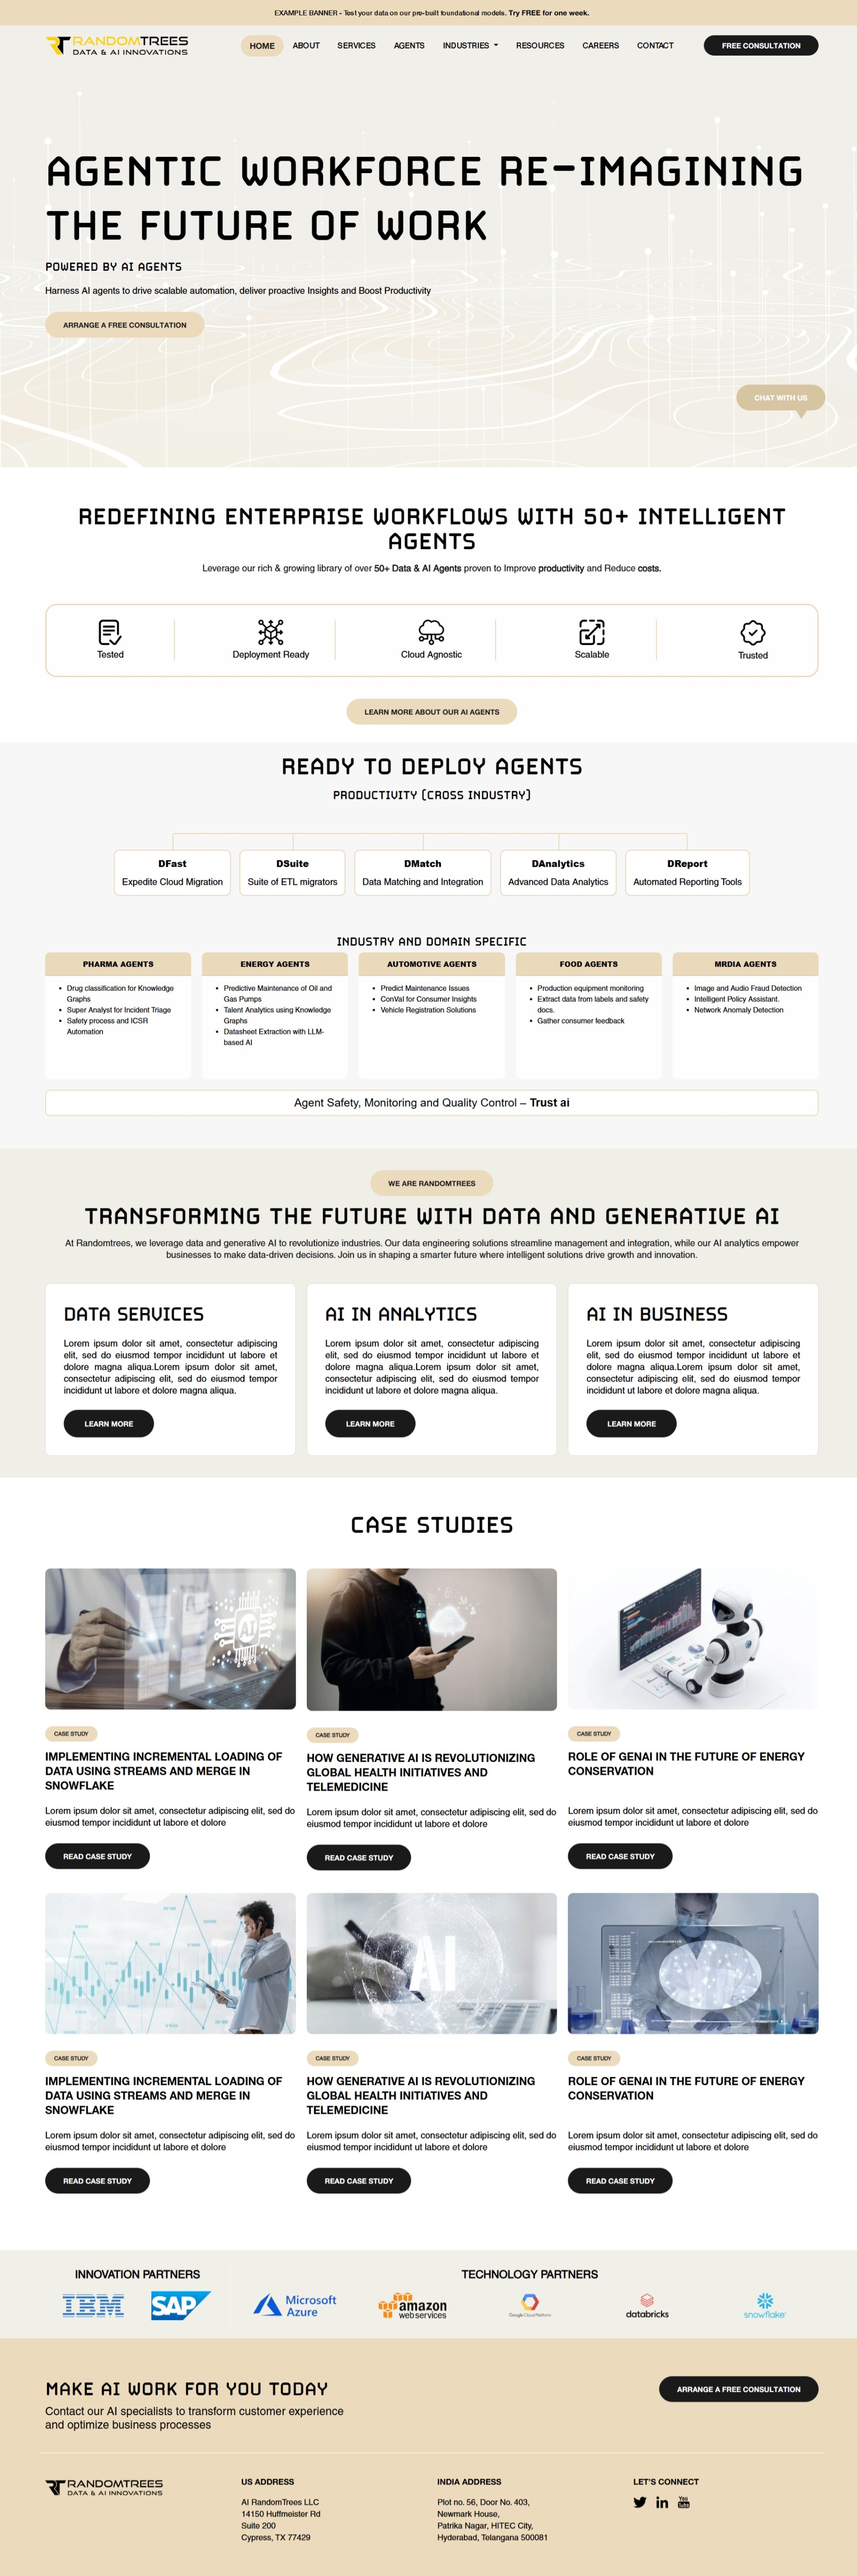 EXAMPLE BANNER - Test your data on our pre-built foundational models. Try FREE for one week.
RANDOMTREES
DATA & AI INNOVATIONS
HOME
ABOUT
SERVICES
AGENTS
INDUSTRIES
RESOURCES
CAREERS
CONTACT
FREE CONSULTATION
AGENTIC WORKFORCE RE-IMAGINING
THE FUTURE OF WORK
POWERED BY AI AGENTS
Harness AI agents to drive scalable automation, deliver proactive Insights and Boost Productivity
ARRANGE A FREE CONSULTATION
CHAT WITH US
REDEFINING ENTERPRISE WORKFLOWS WITH 50+ INTELLIGENT
AGENTS
Leverage our rich & growing library of over 50+ Data & AI Agents proven to Improve productivity and Reduce costs.
Tested
Deployment Ready
Cloud Agnostic
Scalable
Trusted
LEARN MORE ABOUT OUR AI AGENTS
READY TO DEPLOY AGENTS
PRODUCTIVITY (CROSS INDUSTRY)
DFast
Expedite Cloud Migration
DSuite
Suite of ETL migrators
DMatch
Data Matching and Integration
DAnalytics
Advanced Data Analytics
DReport
Automated Reporting Tools
INDUSTRY AND DOMAIN SPECIFIC
PHARMA AGENTS
Drug classification for Knowledge
Graphs
Super Analyst for Incident Triage
Safety process and ICSR
Automation
ENERGY AGENTS
Predictive Maintenance of Oil and
Gas Pumps
Talent Analytics using Knowledge
Graphs
Datasheet Extraction with LLM-
based AI
AUTOMOTIVE AGENTS
Predict Maintenance Issues
ConVal for Consumer Insights
Vehicle Registration Solutions
FOOD AGENTS
Production equipment monitoring
Extract data from labels and safety
docs.
Gather consumer feedback
MRDIA AGENTS
Image and Audio Fraud Detection
Intelligent Policy Assistant.
Network Anomaly Detection
Agent Safety, Monitoring and Quality Control – Trust ai
WE ARE RANDOMTREES
TRANSFORMING THE FUTURE WITH DATA AND GENERATIVE AI
At Randomtrees, we leverage data and generative AI to revolutionize industries. Our data engineering solutions streamline management and integration, while our AI analytics empower
businesses to make data-driven decisions. Join us in shaping a smarter future where intelligent solutions drive growth and innovation.
DATA SERVICES
Lorem ipsum dolor sit amet, consectetur adipiscing
elit, sed do eiusmod tempor incididunt ut labore et
dolore magna aliqua.Lorem ipsum dolor sit amet,
consectetur adipiscing elit, sed do eiusmod tempor
incididunt ut labore et dolore magna aliqua.
LEARN MORE
AI IN ANALYTICS
Lorem ipsum dolor sit amet, consectetur adipiscing
elit, sed do eiusmod tempor incididunt ut labore et
dolore magna aliqua.Lorem ipsum dolor sit amet,
consectetur adipiscing elit, sed do eiusmod tempor
incididunt ut labore et dolore magna aliqua.
LEARN MORE
AI IN BUSINESS
Lorem ipsum dolor sit amet, consectetur adipiscing
elit, sed do eiusmod tempor incididunt ut labore et
dolore magna aliqua.Lorem ipsum dolor sit amet,
consectetur adipiscing elit, sed do eiusmod tempor
incididunt ut labore et dolore magna aliqua.
LEARN MORE
CASE STUDIES
AI
CASE STUDY
IMPLEMENTING INCREMENTAL LOADING OF
DATA USING STREAMS AND MERGE IN
SNOWFLAKE
Lorem ipsum dolor sit amet, consectetur adipiscing elit, sed do
eiusmod tempor incididunt ut labore et dolore
READ CASE STUDY
CASE STUDY
HOW GENERATIVE AI IS REVOLUTIONIZING
GLOBAL HEALTH INITIATIVES AND
TELEMEDICINE
Lorem ipsum dolor sit amet, consectetur adipiscing elit, sed do
eiusmod tempor incididunt ut labore et dolore
READ CASE STUDY
CASE STUDY
ROLE OF GENAI IN THE FUTURE OF ENERGY
CONSERVATION
Lorem ipsum dolor sit amet, consectetur adipiscing elit, sed do
eiusmod tempor incididunt ut labore et dolore
READ CASE STUDY
CASE STUDY
IMPLEMENTING INCREMENTAL LOADING OF
DATA USING STREAMS AND MERGE IN
SNOWFLAKE
Lorem ipsum dolor sit amet, consectetur adipiscing elit, sed do
eiusmod tempor incididunt ut labore et dolore
READ CASE STUDY
AI
CASE STUDY
HOW GENERATIVE AI IS REVOLUTIONIZING
GLOBAL HEALTH INITIATIVES AND
TELEMEDICINE
Lorem ipsum dolor sit amet, consectetur adipiscing elit, sed do
eiusmod tempor incididunt ut labore et dolore
READ CASE STUDY
CASE STUDY
ROLE OF GENAI IN THE FUTURE OF ENERGY
CONSERVATION
Lorem ipsum dolor sit amet, consectetur adipiscing elit, sed do
eiusmod tempor incididunt ut labore et dolore
READ CASE STUDY
INNOVATION PARTNERS
IBM
SAP
TECHNOLOGY PARTNERS
Microsoft
Azure
amazon
webservices
Google Cloud Platform
databricks
snowflake
MAKE AI WORK FOR YOU TODAY
Contact our AI specialists to transform customer experience
and optimize business processes
ARRANGE A FREE CONSULTATION
RANDOMTREES
DATA & AI INNOVATIONS
US ADDRESS
AI RandomTrees LLC
14150 Huffmeister Rd
Suite 200
Cypress, TX 77429
INDIA ADDRESS
Plot no. 56, Door No. 403,
Newmark House,
Patrika Nagar, HITEC City,
Hyderabad, Telangana 500081
LET'S CONNECT
You
Tube